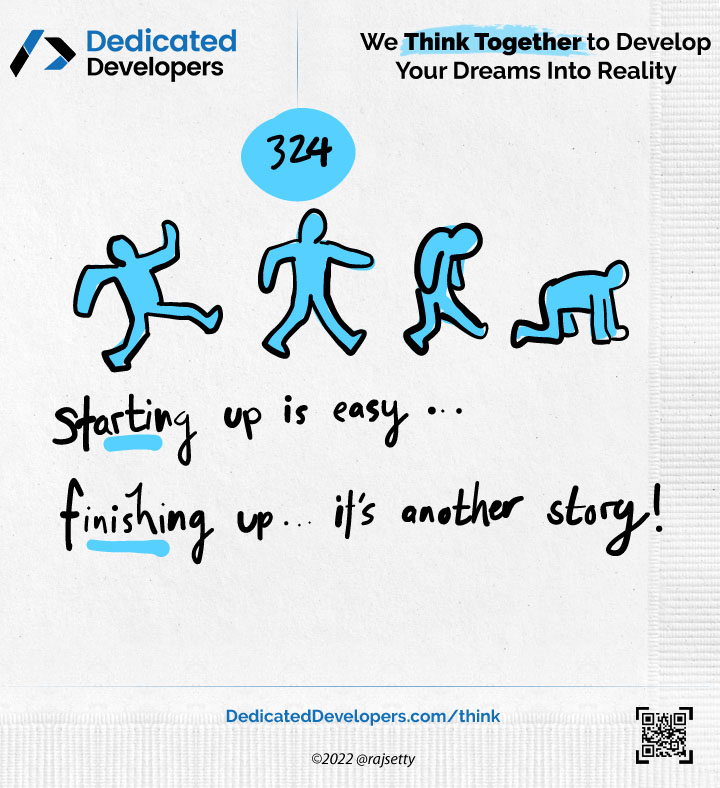 Dedicated
Developers
We Think Together to Develop
Your Dreams Into Reality
324
starting up is easy...
finishing up... it's another story!
DedicatedDevelopers.com/think
©2022 @rajsetty